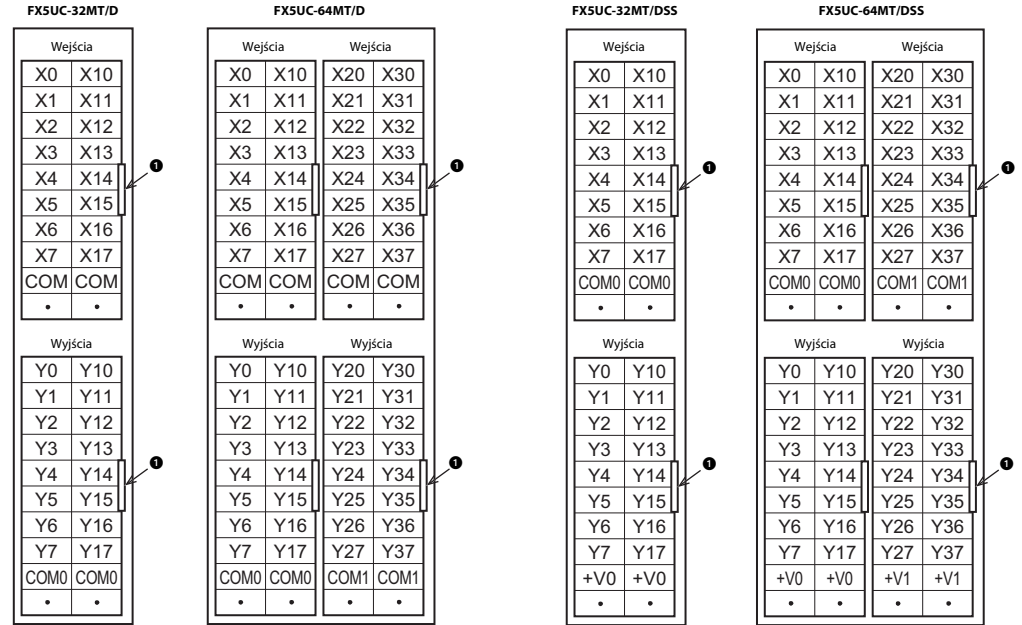 FX5UC-32MT/D
Wejścia
X0 X10
X1 X11
X2 X12
X3 X13
X4 X14
X5 X15
X6 X16
X7 X17
COM COM
• •
❶
Wyjścia
Y0 Y10
Y1 Y11
Y2 Y12
Y3 Y13
Y4 Y14
Y5 Y15
Y6 Y16
Y7 Y17
COM0 COM0
• •
❶
FX5UC-64MT/D
Wejścia Wejścia
X0 X10 X20 X30
X1 X11 X21 X31
X2 X12 X22 X32
X3 X13 X23 X33
X4 X14 X24 X34
X5 X15 X25 X35
X6 X16 X26 X36
X7 X17 X27 X37
COM COM COM COM
• • • •
❶
Wyjścia Wyjścia
Y0 Y10 Y20 Y30
Y1 Y11 Y21 Y31
Y2 Y12 Y22 Y32
Y3 Y13 Y23 Y33
Y4 Y14 Y24 Y34
Y5 Y15 Y25 Y35
Y6 Y16 Y26 Y36
Y7 Y17 Y27 Y37
COM0 COM0 COM1 COM1
• • • •
❶
FX5UC-32MT/DSS
Wejścia
X0 X10
X1 X11
X2 X12
X3 X13
X4 X14
X5 X15
X6 X16
X7 X17
COM0 COM0
• •
❶
Wyjścia
Y0 Y10
Y1 Y11
Y2 Y12
Y3 Y13
Y4 Y14
Y5 Y15
Y6 Y16
Y7 Y17
+V0 +V0
• •
❶
FX5UC-64MT/DSS
Wejścia Wejścia
X0 X10 X20 X30
X1 X11 X21 X31
X2 X12 X22 X32
X3 X13 X23 X33
X4 X14 X24 X34
X5 X15 X25 X35
X6 X16 X26 X36
X7 X17 X27 X37
COM0 COM0 COM1 COM1
• • • •
❶
Wyjścia Wyjścia
Y0 Y10 Y20 Y30
Y1 Y11 Y21 Y31
Y2 Y12 Y22 Y32
Y3 Y13 Y23 Y33
Y4 Y14 Y24 Y34
Y5 Y15 Y25 Y35
Y6 Y16 Y26 Y36
Y7 Y17 Y27 Y37
+V0 +V0 +V1 +V1
• • • •
❶